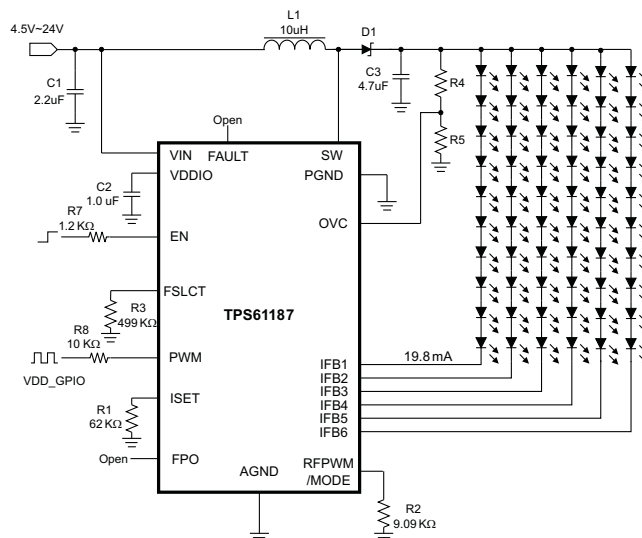 4.5V~24V
L1
10uH
D1
C1
2.2uF
C3
4.7uF
R4
R5
Open
VIN
FAULT
SW
VDDIO
PGND
C2
1.0 uF
R7
1.2 KΩ
EN
OVC
FSLCT
TPS61187
R3
499 KΩ
R8
10 KΩ
PWM
VDD_GPIO
ISET
R1
62 KΩ
Open
FPO
AGND
IFB1
19.8 mA
IFB2
IFB3
IFB4
IFB5
IFB6
RFPWM
/MODE
R2
9.09 KΩ